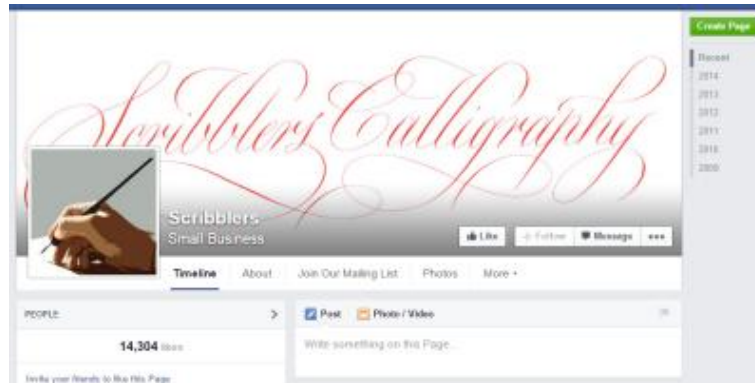 Create Page
Scribblers Calligraphy
Recent
2014
2013
2012
2011
2010
2009
Scribblers
Small Business
Like Follow Message
Timeline About Join Our Mailing List Photos More
PEOPLE
14,304 likes
Invite your friends to like this Page
Post Photo / Video
Write something on this Page...